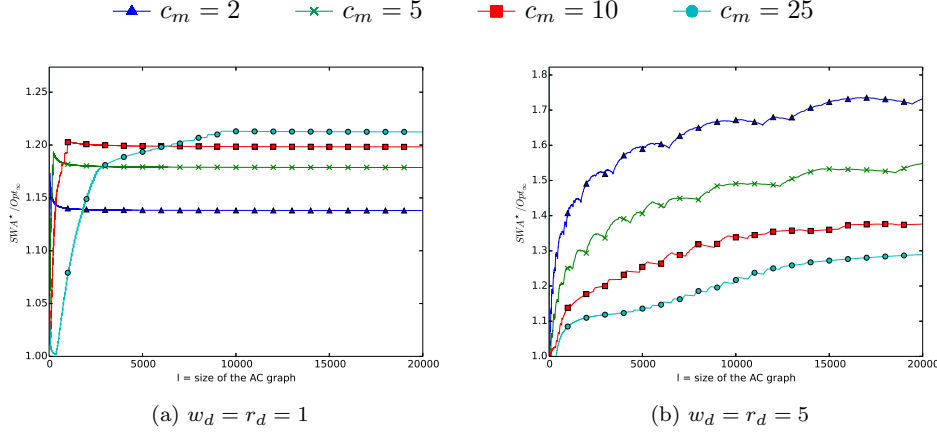 c_m = 2 c_m = 5 c_m = 10 c_m = 25
1.25
1.20
1.15
1.10
1.05
1.00
SWA*/Opt∞
0 5000 10000 15000 20000
l = size of the AC graph
(a) w_d = r_d = 1
1.8
1.7
1.6
1.5
1.4
1.3
1.2
1.1
1.0
SWA*/Opt∞
0 5000 10000 15000 20000
l = size of the AC graph
(b) w_d = r_d = 5